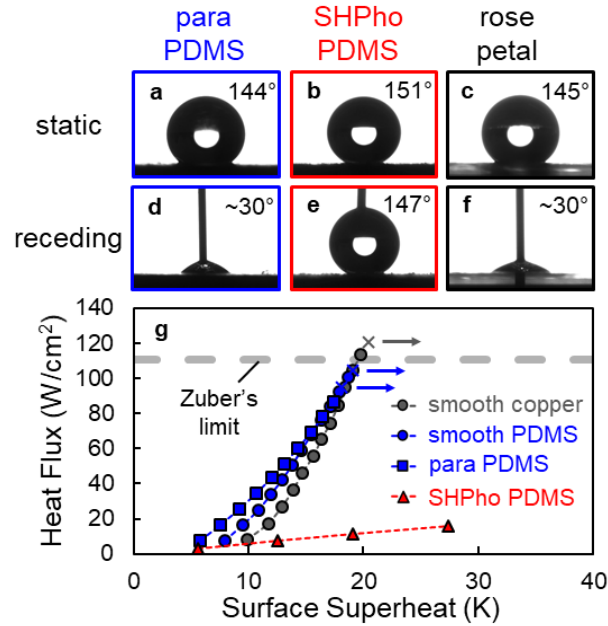 para PDMS
SHPho PDMS
rose petal
static
a 144°
b 151°
c 145°
receding
d ~30°
e 147°
f ~30°
g
Heat Flux (W/cm²)
140
120
100
80
60
40
20
0
Zuber's
limit
smooth copper
smooth PDMS
para PDMS
SHPho PDMS
0 10 20 30 40
Surface Superheat (K)